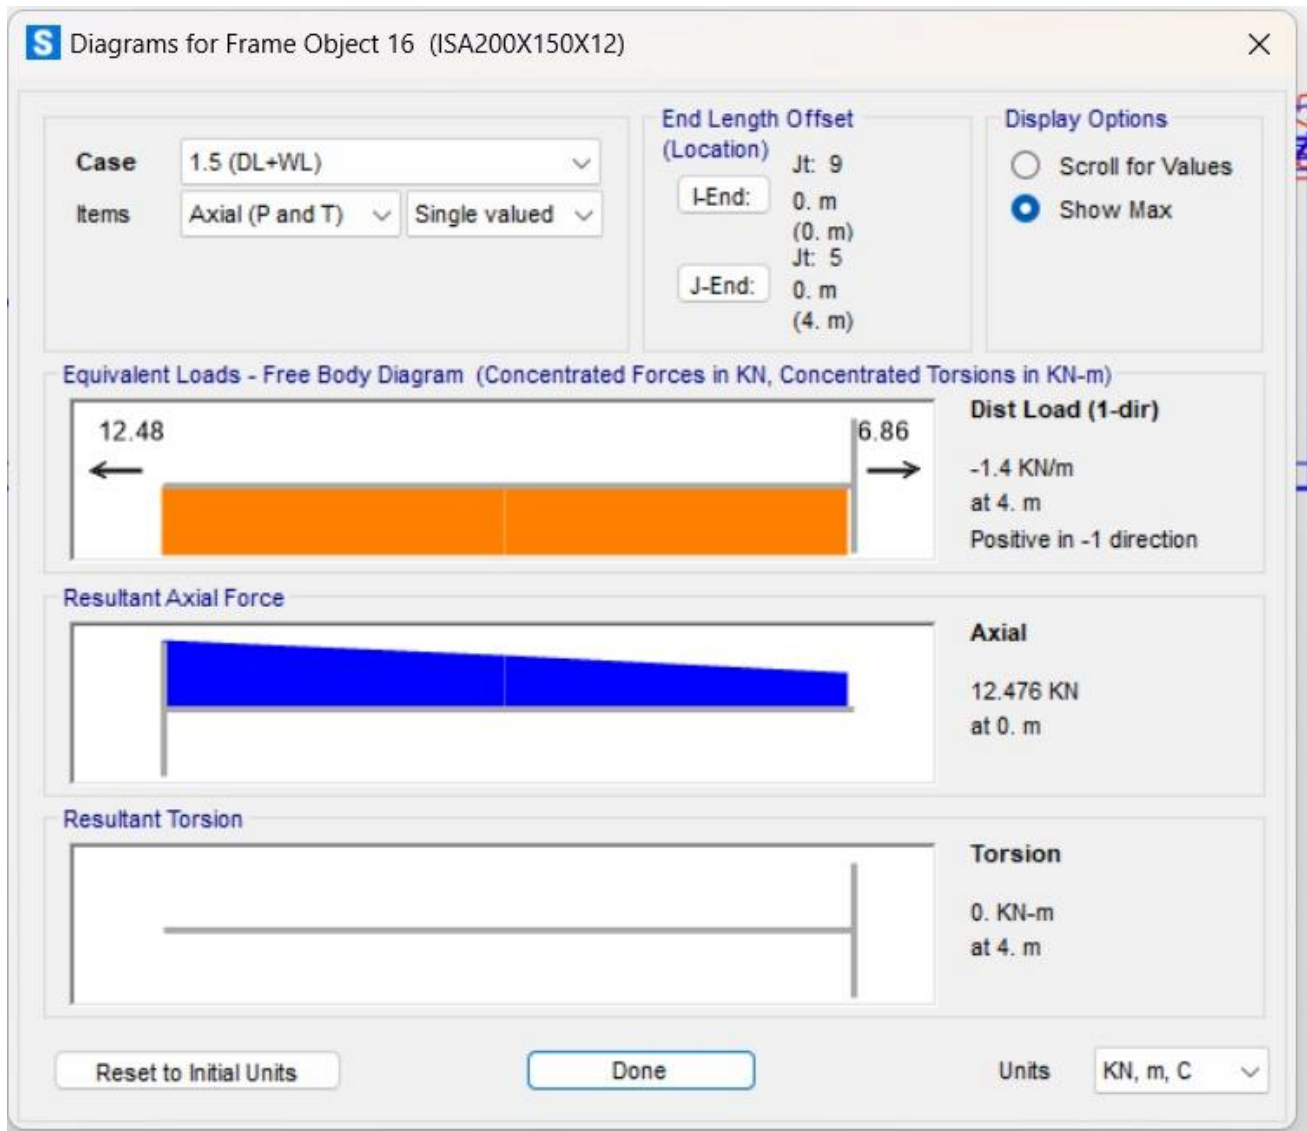 S Diagrams for Frame Object 16 (ISA200X150X12)
Case 1.5 (DL+WL)
Items Axial (P and T) Single valued
End Length Offset
(Location)
Jt: 9
I-End: 0. m
(0. m)
Jt: 5
J-End: 0. m
(4. m)
Display Options
Scroll for Values
Show Max
Equivalent Loads - Free Body Diagram (Concentrated Forces in KN, Concentrated Torsions in KN-m)
12.48
6.86
Dist Load (1-dir)
-1.4 KN/m
at 4. m
Positive in -1 direction
Resultant Axial Force
Axial
12.476 KN
at 0. m
Resultant Torsion
Torsion
0. KN-m
at 4. m
Reset to Initial Units
Done
Units KN, m, C